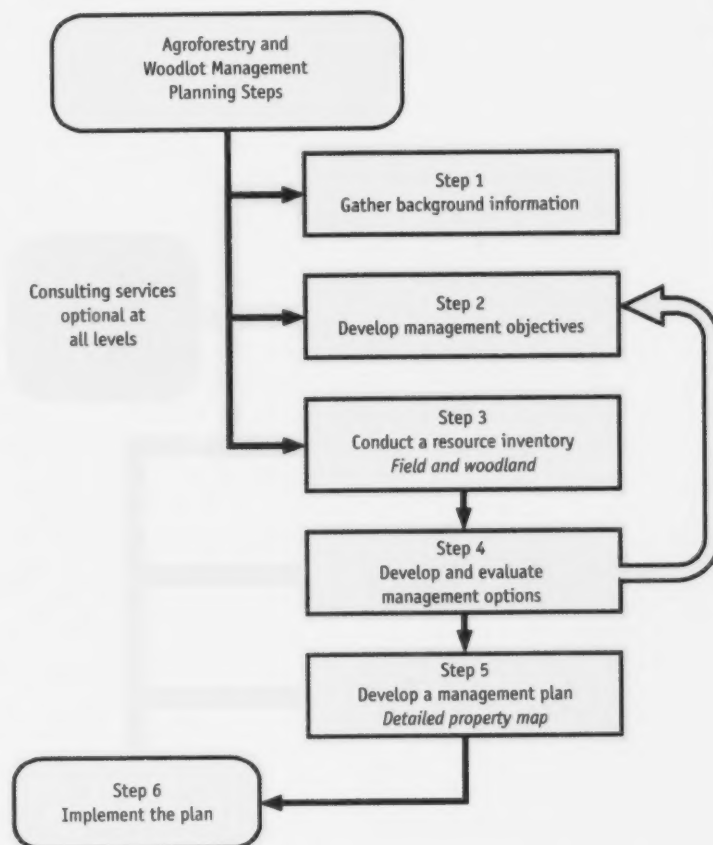 Agroforestry and
Woodlot Management
Planning Steps
Step 1
Gather background information
Consulting services
optional at
all levels
Step 2
Develop management objectives
Step 3
Conduct a resource inventory
Field and woodland
Step 4
Develop and evaluate
management options
Step 5
Develop a management plan
Detailed property map
Step 6
Implement the plan